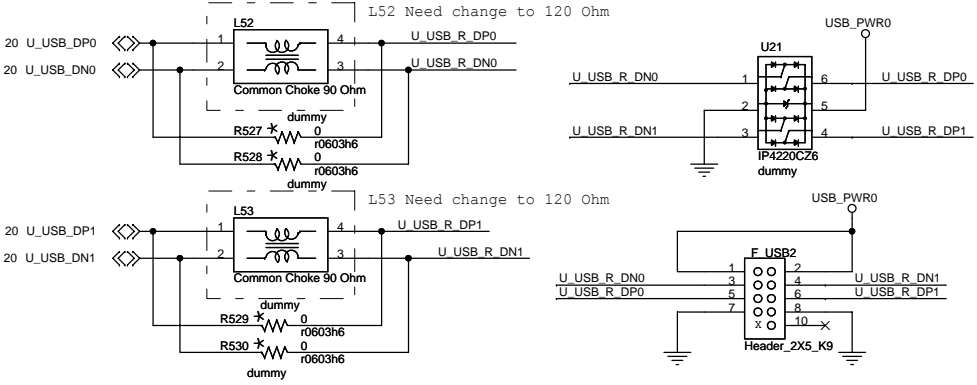 L52 Need change to 120 Ohm
L52
20 U_USB_DP0
1
4
U_USB_R_DP0
20 U_USB_DN0
2
3
U_USB_R_DN0
Common Choke 90 Ohm
dummy
R527
0
r0603h6
R528
0
r0603h6
dummy
L53 Need change to 120 Ohm
L53
20 U_USB_DP1
1
4
U_USB_R_DP1
20 U_USB_DN1
2
3
U_USB_R_DN1
Common Choke 90 Ohm
dummy
R529
0
r0603h6
R530
0
r0603h6
dummy
USB_PWR0
U21
U_USB_R_DN0
1
6
U_USB_R_DP0
2
5
U_USB_R_DN1
3
4
U_USB_R_DP1
IP4220CZ6
dummy
USB_PWR0
F_USB2
1
2
U_USB_R_DN0
3
4
U_USB_R_DN1
U_USB_R_DP0
5
6
U_USB_R_DP1
7
8
X
10
Header_2X5_K9